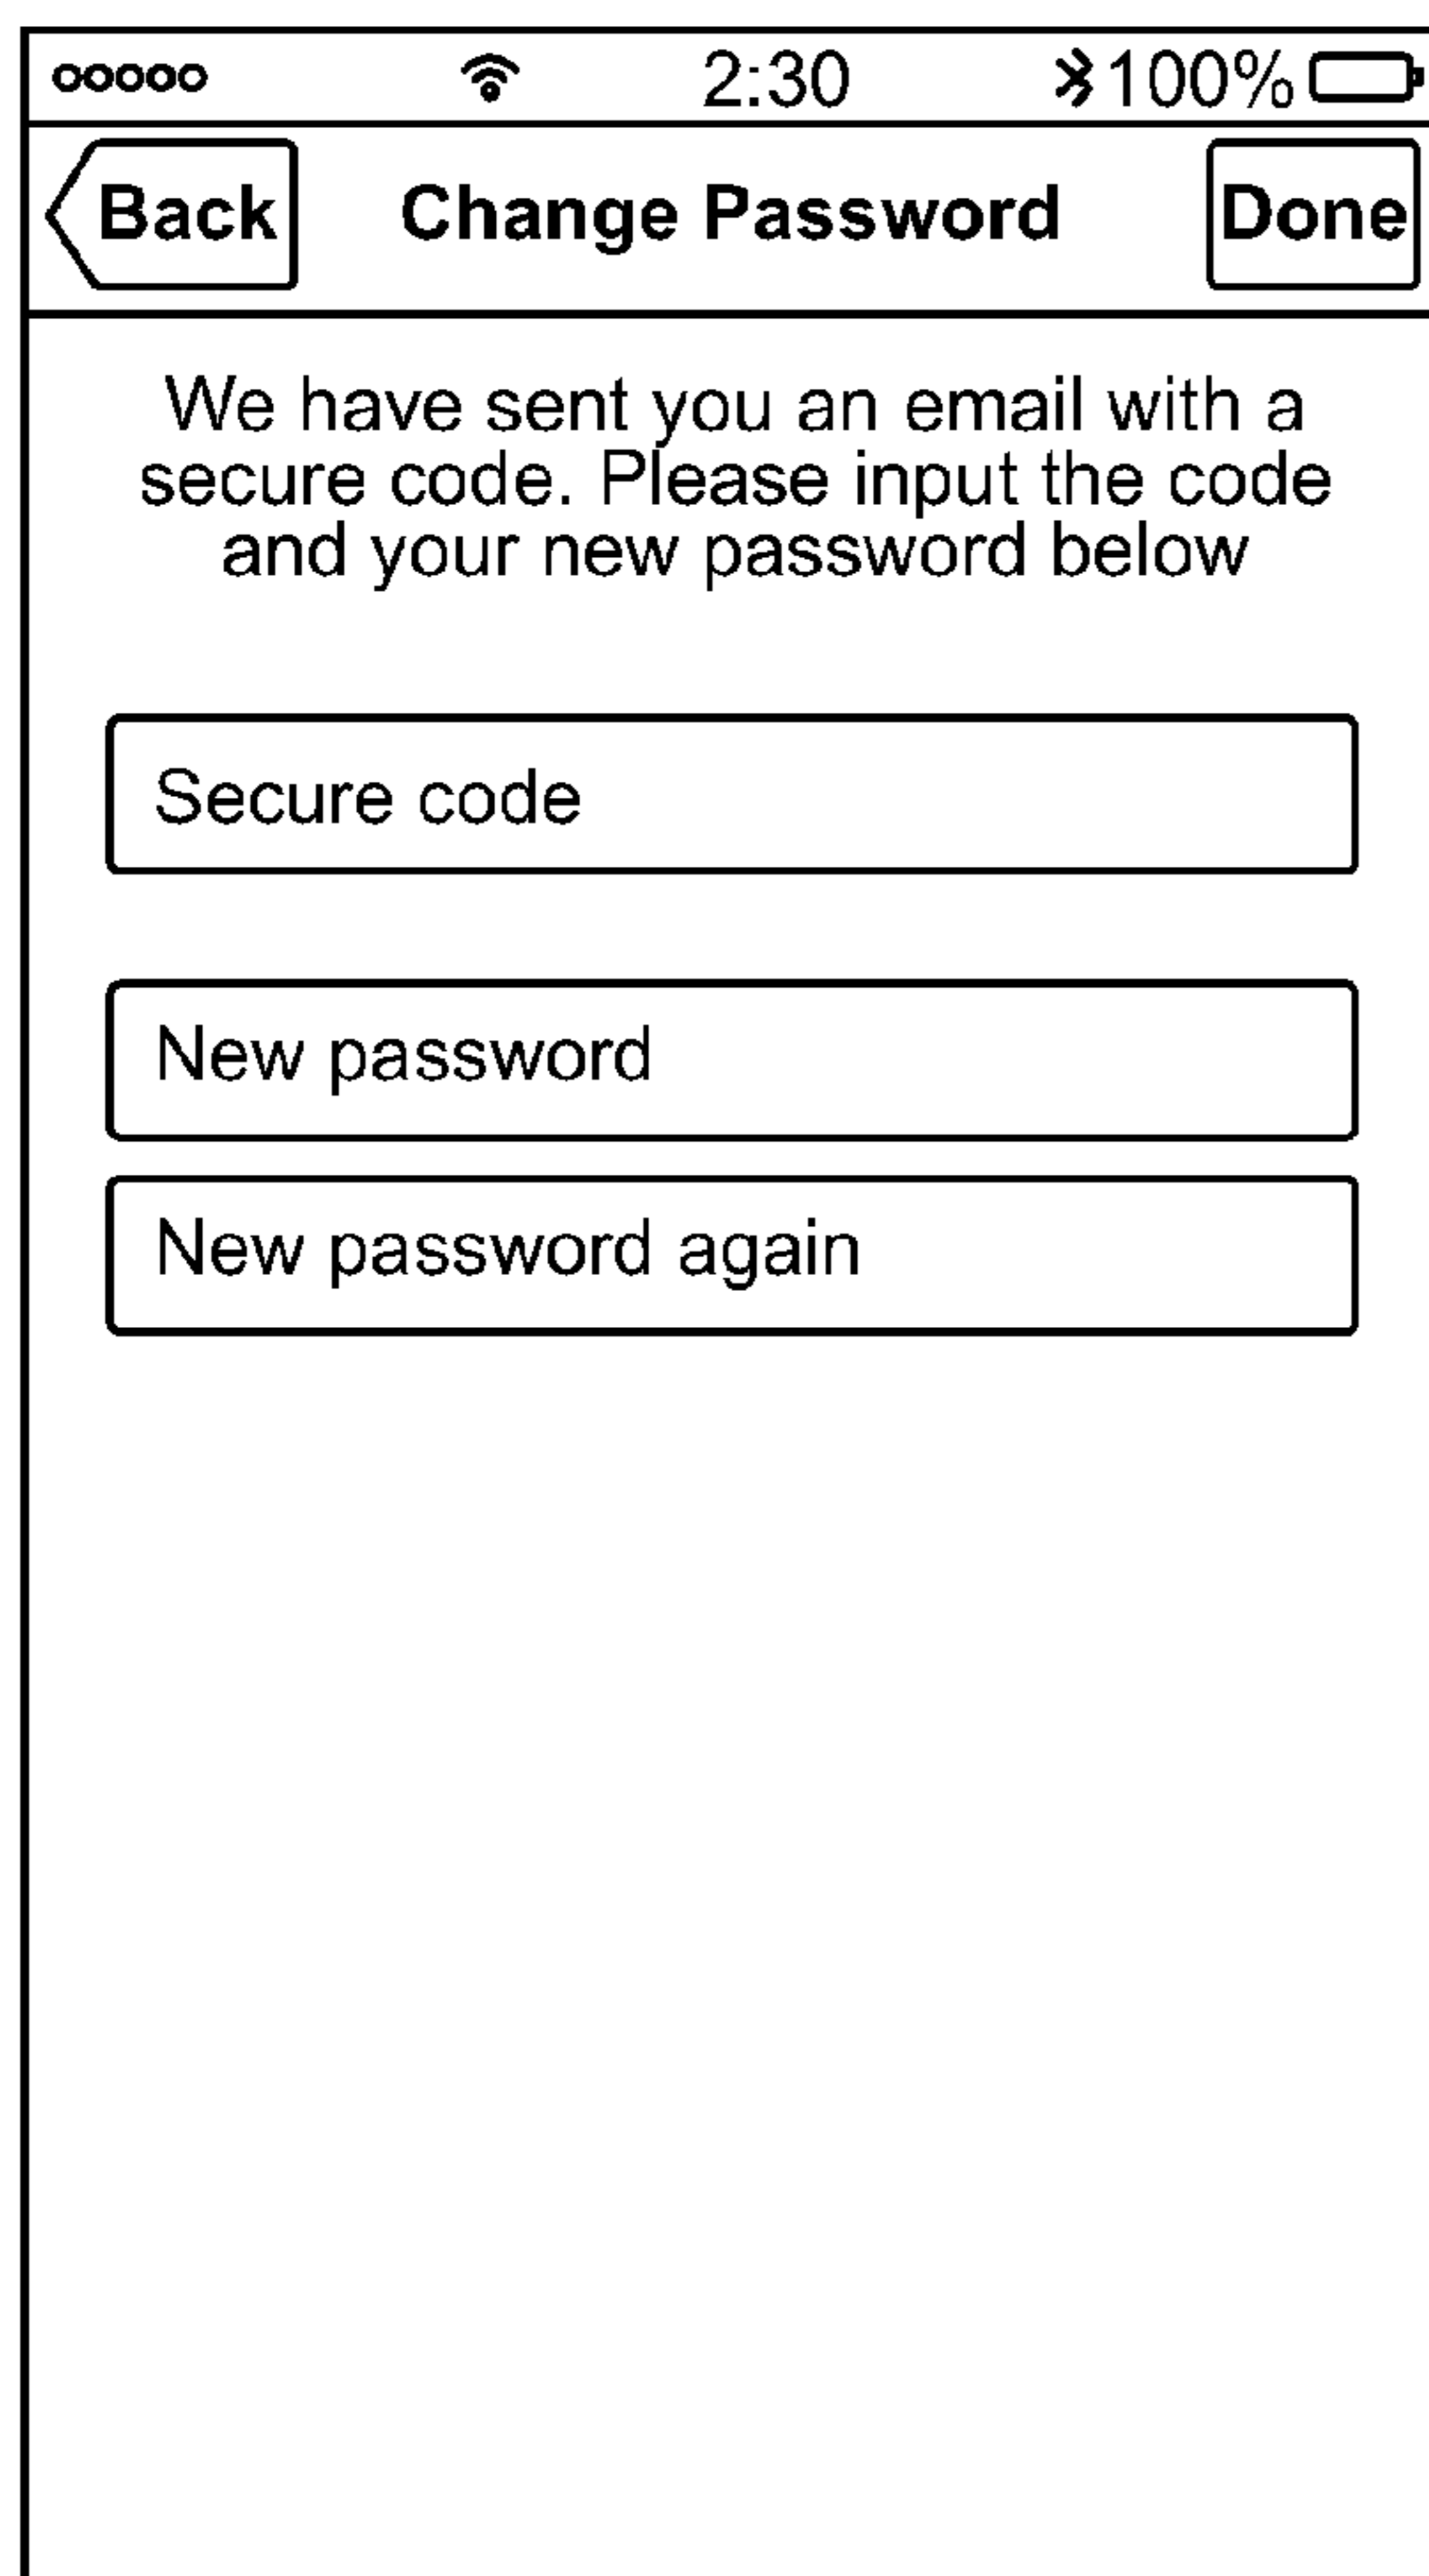 2:30 100%
Back Change Password Done
We have sent you an email with a
secure code. Please input the code
and your new password below
Secure code
New password
New password again